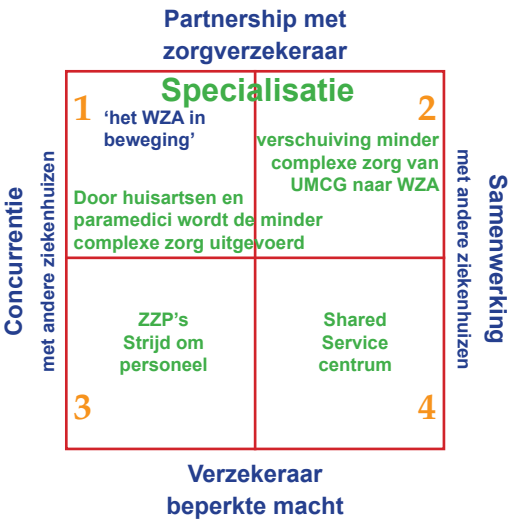 Partnership met
zorgverzekeraar
Specialisatie
1
‘het WZA in
beweging’
2
verschuiving minder
complexe zorg van
UMCG naar WZA
Door huisartsen en
paramedici wordt de minder
complexe zorg uitgevoerd
Concurrentie
met andere ziekenhuizen
Samenwerking
met andere ziekenhuizen
ZZP's
Strijd om
personeel
3
Shared
Service
centrum
4
Verzekeraar
beperkte macht